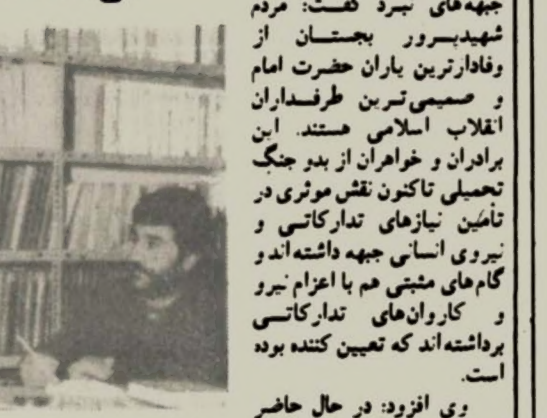 جبهه‌های نبرد گفت: مردم
شهیدپرور بجستان از
وفادارترین یاران حضرت امام
و صمیمی‌ترین طرفداران
انقلاب اسلامی هستند. این
برادران و خواهران از بدو جنگ
تحمیلی تاکنون نقش موثری در
تأمین نیازهای تدارکاتی و
نیروی انسانی جبهه داشته‌اند و
گام‌های مثبتی هم با اعزام نیرو
و کاروان‌های تدارکاتی
برداشته‌اند که تعیین کننده بوده
است.
وی افزود: در حال حاضر